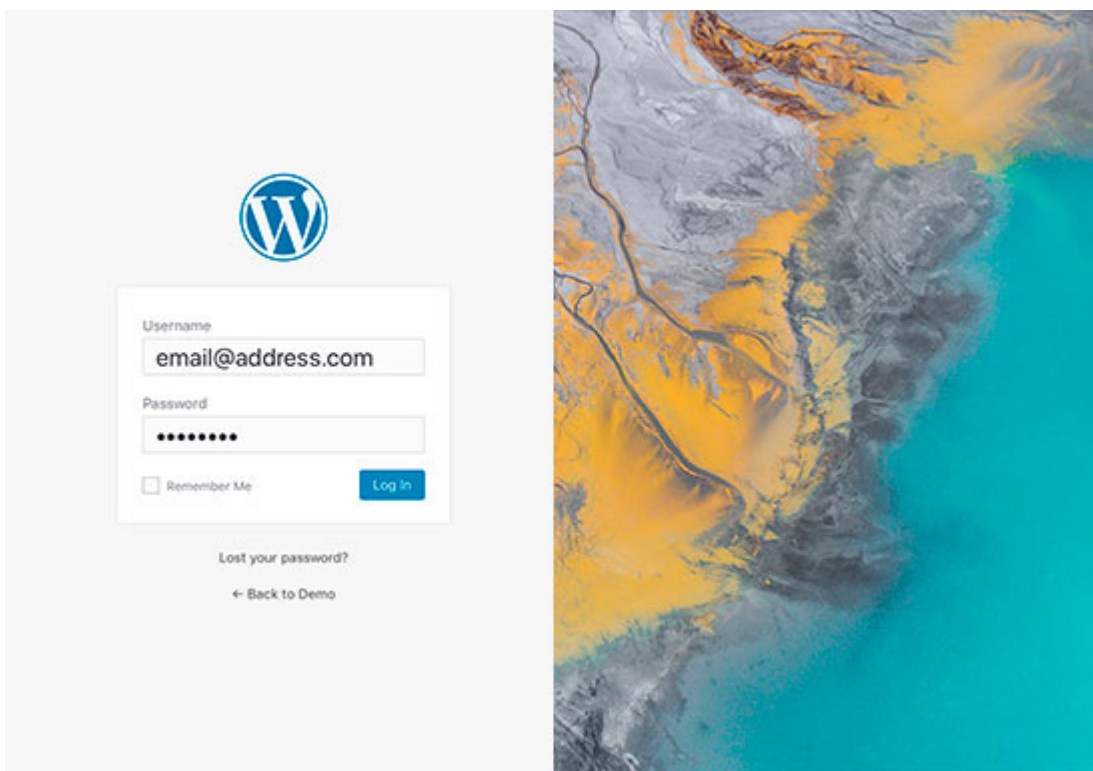 Username
email@address.com
Password
••••••••
Remember Me
Log In
Lost your password?
← Back to Demo